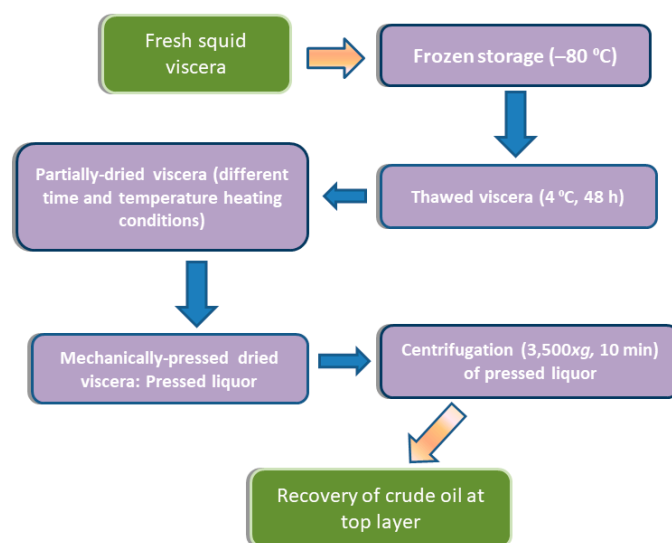 Fresh squid
viscera
Frozen storage (–80 ºC)
Thawed viscera (4 ºC, 48 h)
Partially-dried viscera (different
time and temperature heating
conditions)
Mechanically-pressed dried
viscera: Pressed liquor
Centrifugation (3,500xg, 10 min)
of pressed liquor
Recovery of crude oil at
top layer